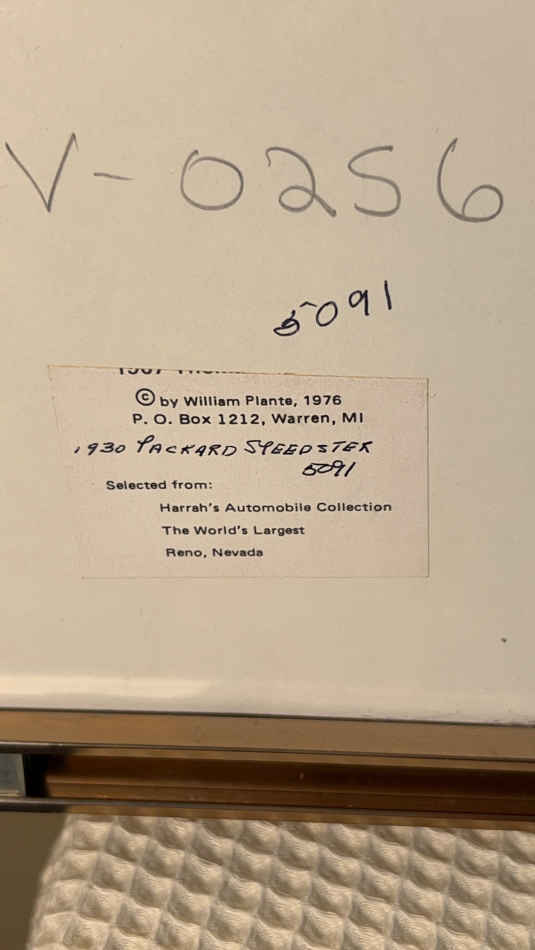 V-0256
5091
© by William Plante, 1976
P. O. Box 1212, Warren, MI
1930 PACKARD SPEEDSTER
5091
Selected from:
Harrah's Automobile Collection
The World's Largest
Reno, Nevada